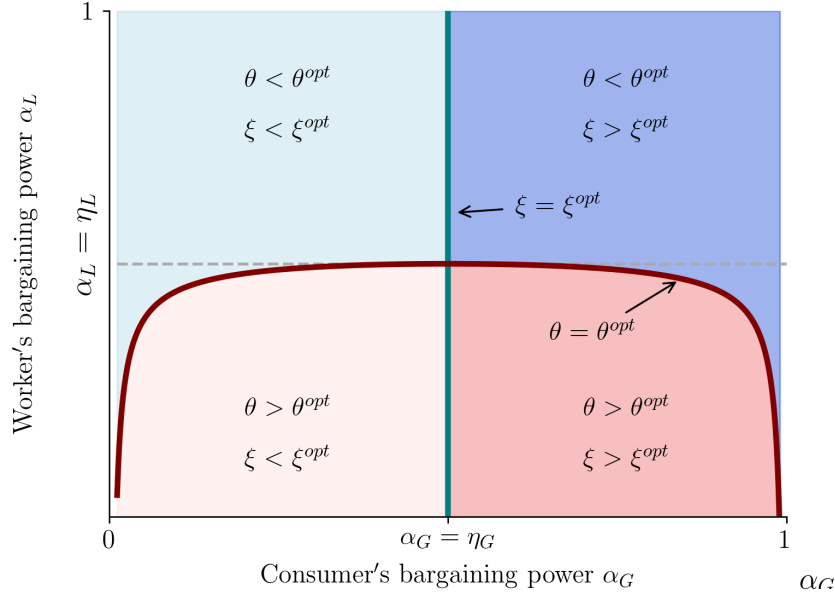 1
Worker's bargaining power α_L
α_L = η_L
θ < θ^opt
ξ < ξ^opt
θ < θ^opt
ξ > ξ^opt
ξ = ξ^opt
θ = θ^opt
θ > θ^opt
ξ < ξ^opt
θ > θ^opt
ξ > ξ^opt
0
α_G = η_G
1
Consumer's bargaining power α_G
α_G